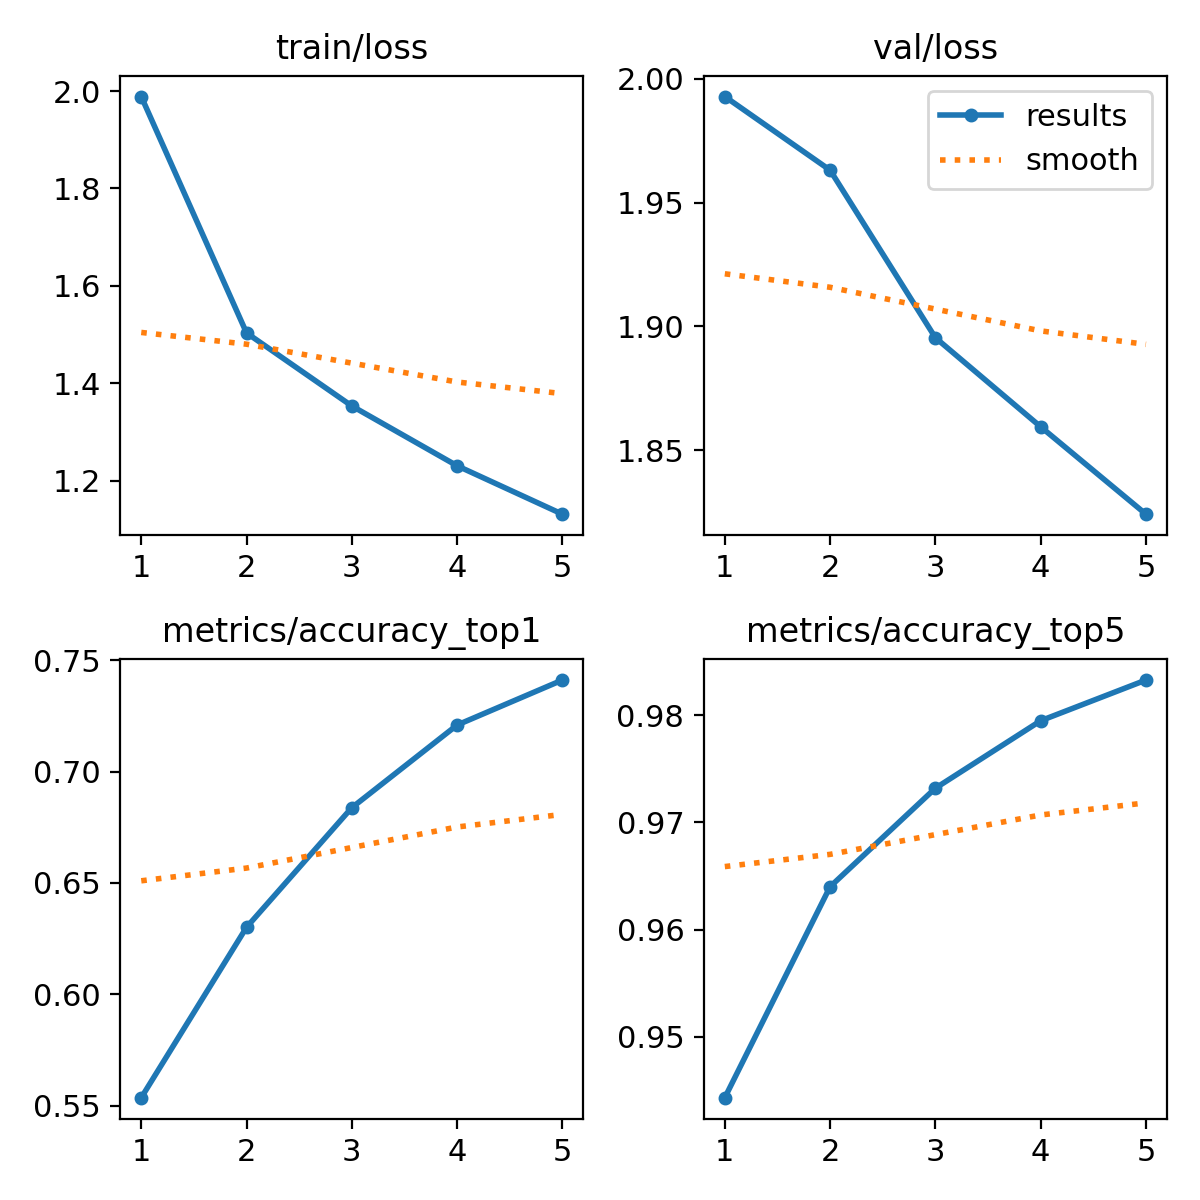 train/loss
2.0
1.8
1.6
1.4
1.2
1 2 3 4 5
val/loss
results
smooth
2.00
1.95
1.90
1.85
1 2 3 4 5
metrics/accuracy_top1
0.75
0.70
0.65
0.60
0.55
1 2 3 4 5
metrics/accuracy_top5
0.98
0.97
0.96
0.95
1 2 3 4 5